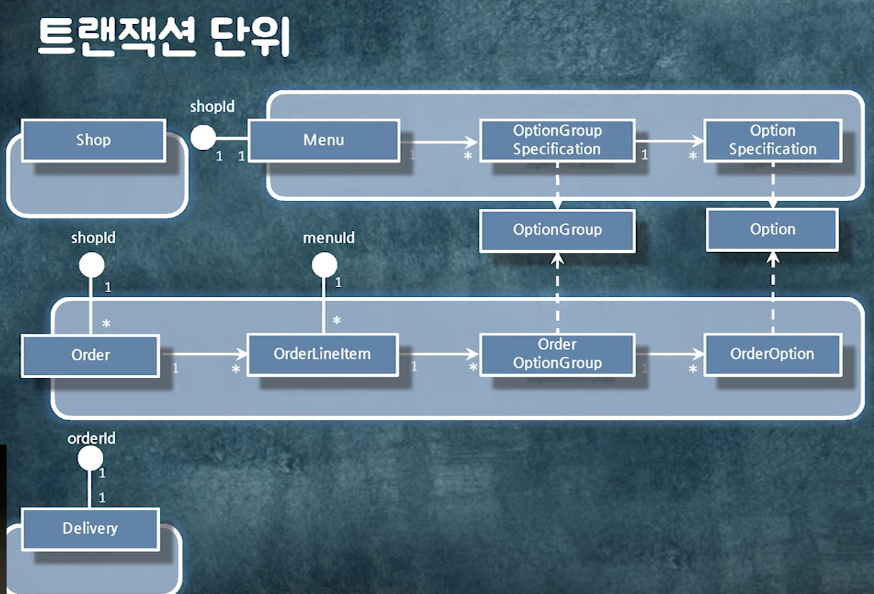 트랜잭션 단위
shopId
Shop
1
1
Menu
1
*
OptionGroup
Specification
1
*
Option
Specification
OptionGroup
Option
shopId
1
*
menuId
1
*
Order
1
*
OrderLineItem
1
*
Order
OptionGroup
1
*
OrderOption
orderId
1
1
Delivery